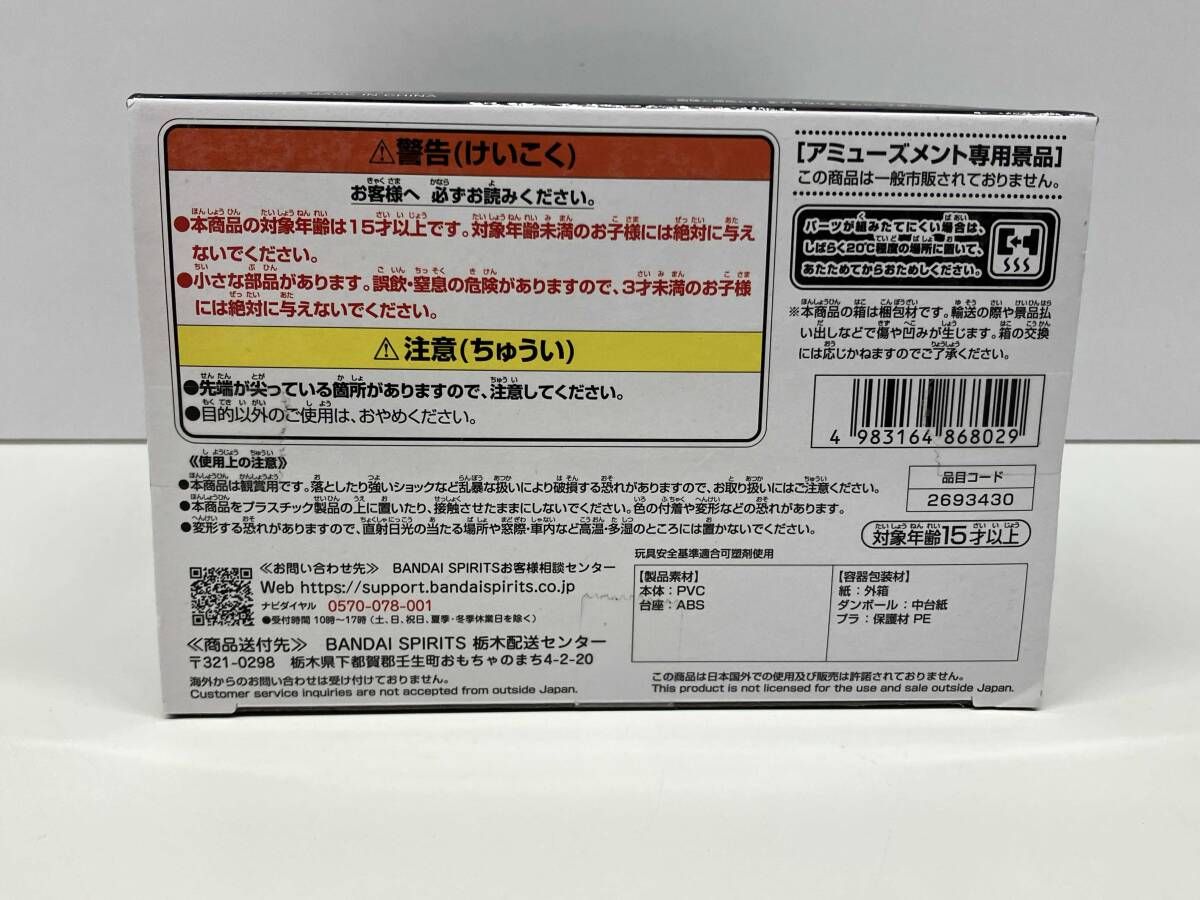 MADE IN CHINA
⚠警告(けいこく)
お客様へ 必ずお読みください。
●本商品の対象年齢は15才以上です。対象年齢未満のお子様には絶対に与え
ないでください。
●小さな部品があります。誤飲・窒息の危険がありますので、3才未満のお子様
には絶対に与えないでください。
⚠注意(ちゅうい)
●先端が尖っている箇所がありますので、注意してください。
●目的以外のご使用は、おやめください。
[アミューズメント専用景品]
この商品は一般市販されておりません。
パーツが組みたてにくい場合は、
しばらく20℃程度の場所に置いて、
あたためてからおためしください。
※本商品の箱は梱包材です。輸送の際や景品払
い出しなどで傷や凹みが生じます。箱の交換
には応じかねますのでご了承ください。
4 983164 868029
品目コード
2693430
対象年齢15才以上
《使用上の注意》
●本商品は観賞用です。落としたり強いショックなど乱暴な扱いにより破損する恐れがありますので、お取り扱いにはご注意ください。
●本商品をプラスチック製品の上に置いたり、接触させたままにしないでください。色の付着や変形などの恐れがあります。
●変形する恐れがありますので、直射日光の当たる場所や窓際・車内など高温・多湿のところには置かないでください。
≪お問い合わせ先≫ BANDAI SPIRITSお客様相談センター
Web https://support.bandaispirits.co.jp
ナビダイヤル 0570-078-001
●受付時間 10時〜17時 (土、日、祝日、夏季・冬季休業日を除く)
≪商品送付先≫ BANDAI SPIRITS 栃木配送センター
〒321-0298 栃木県下都賀郡壬生町おもちゃのまち4-2-20
海外からのお問い合わせは受け付けておりません。
Customer service inquiries are not accepted from outside Japan.
玩具安全基準適合可塑剤使用
【製品素材】
本体:PVC
台座:ABS
【容器包装材】
紙:外箱
ダンボール:中台紙
プラ:保護材 PE
この商品は日本国外での使用及び販売は許諾されておりません。
This product is not licensed for the use and sale outside Japan.